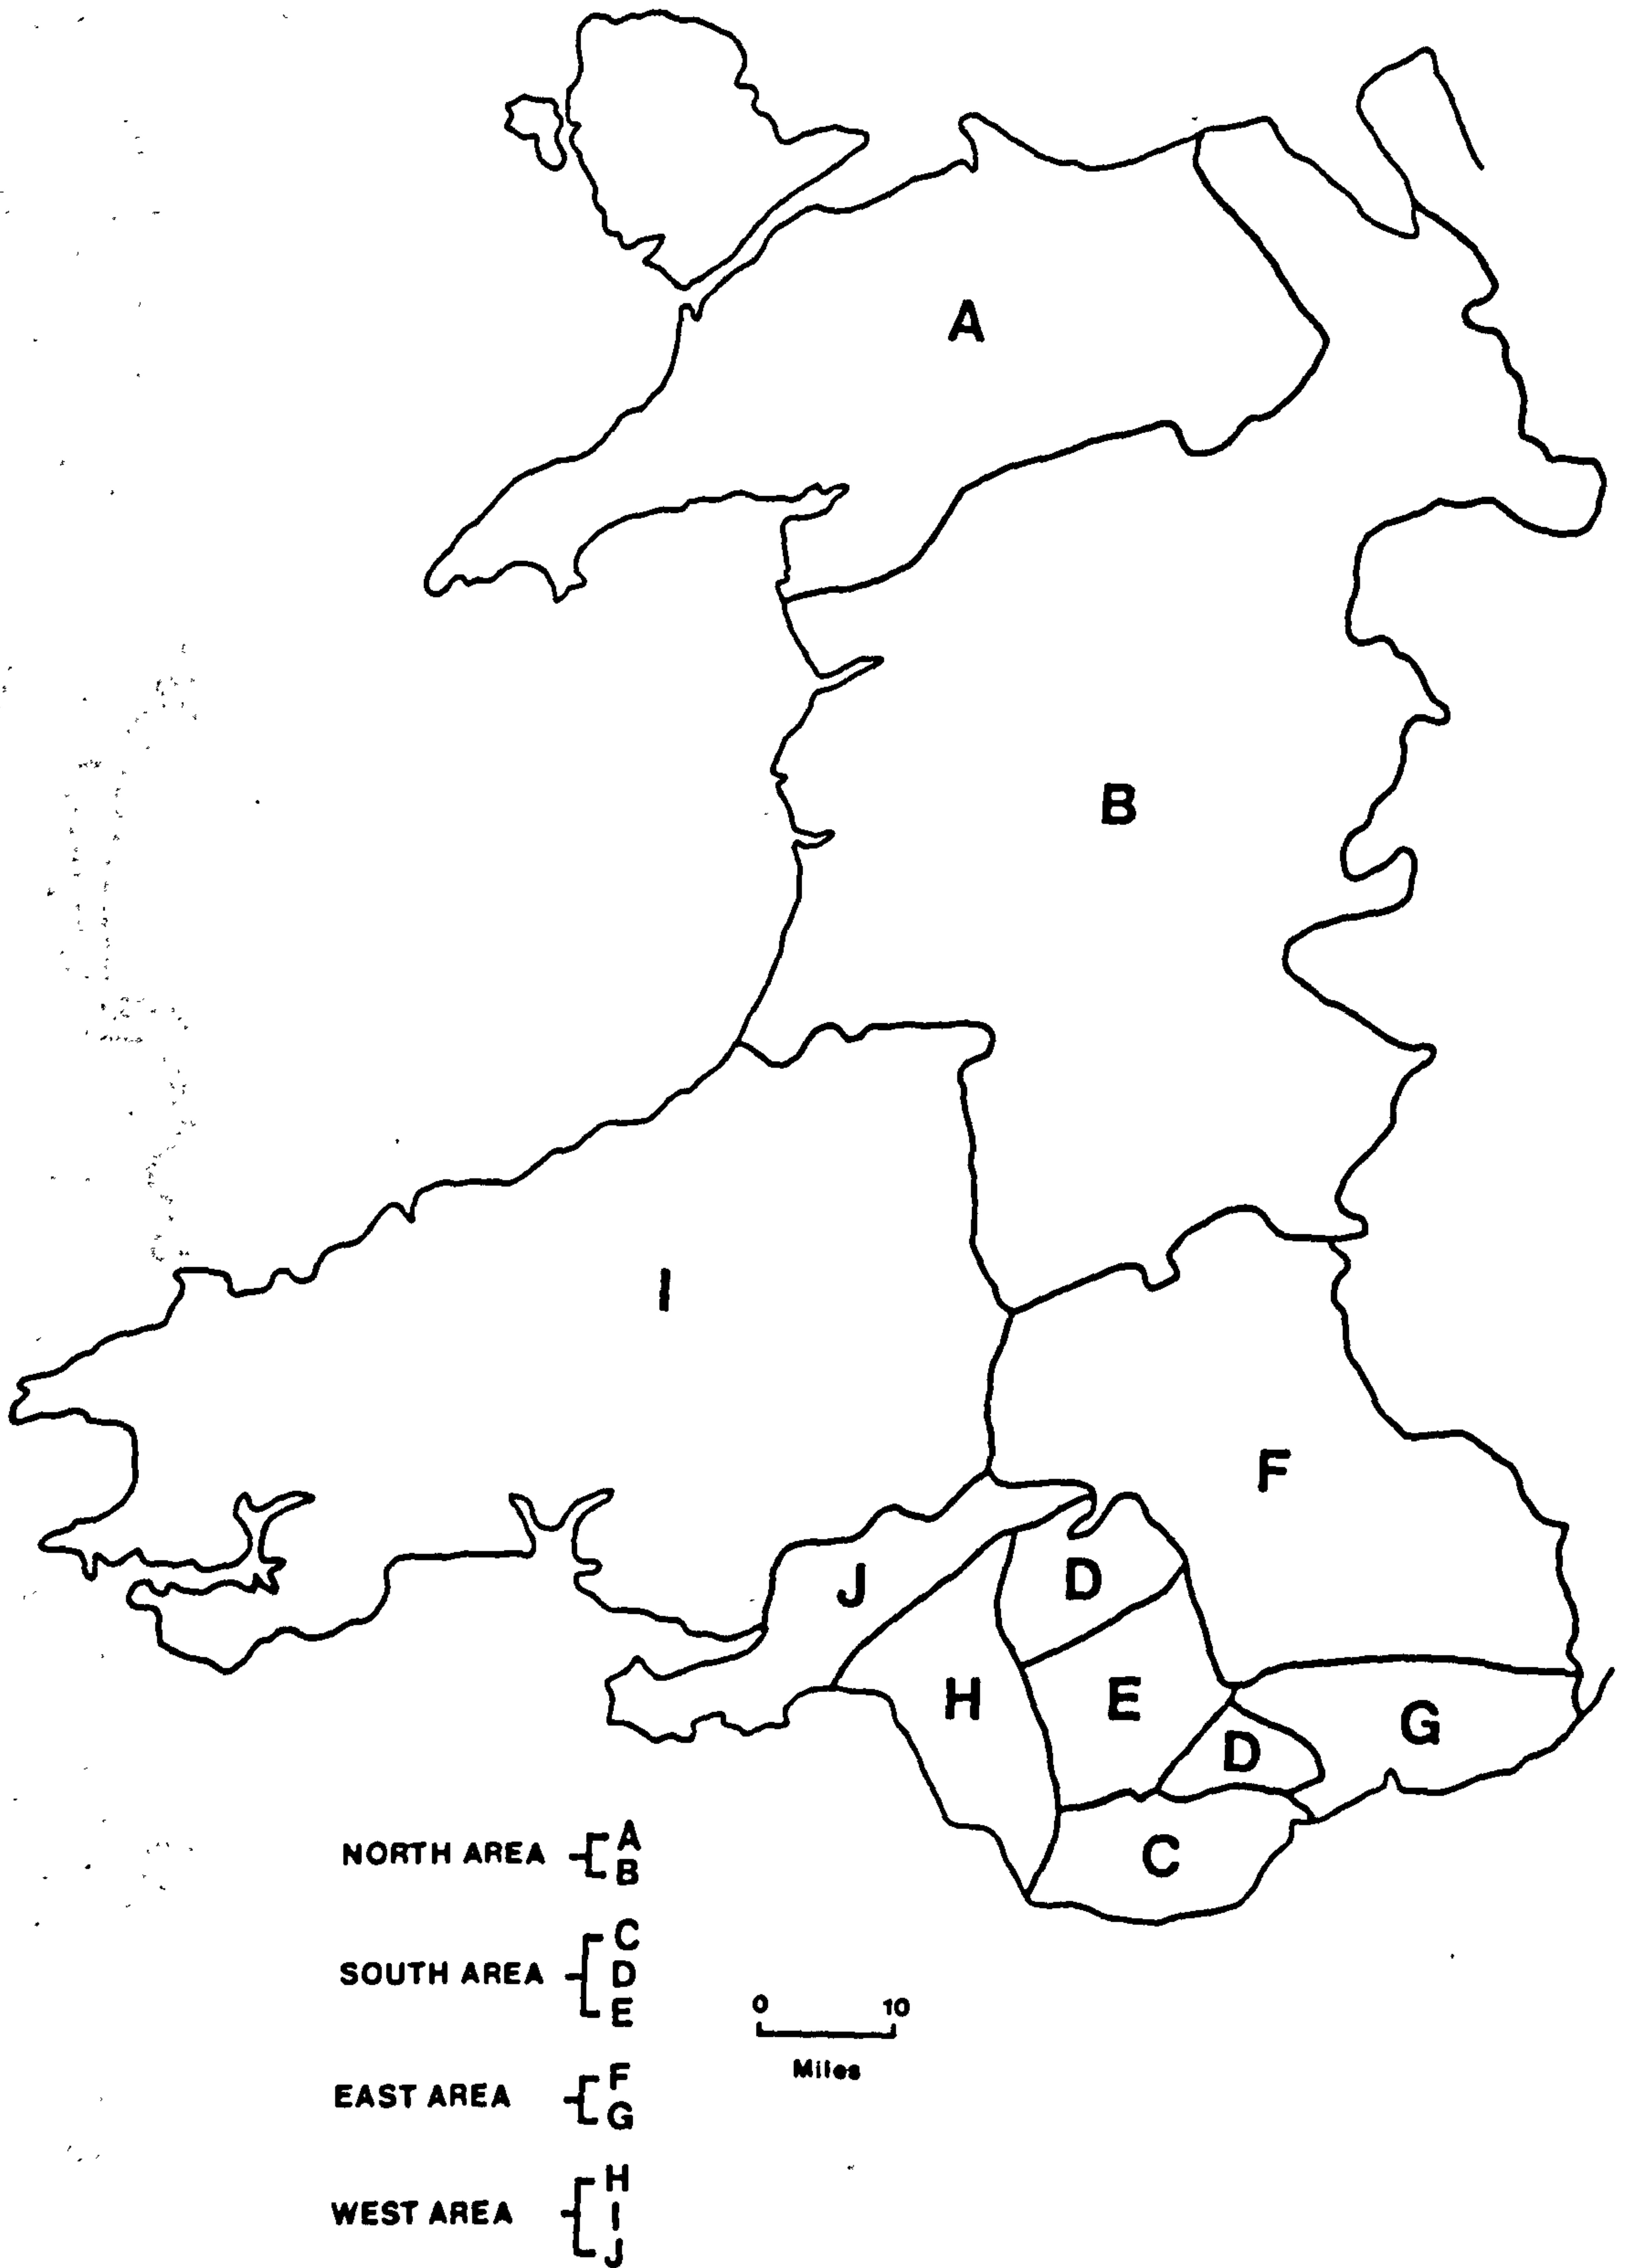 A
B
I
F
J
D
H
E
G
D
C
NORTH AREA A
B
SOUTH AREA C
D
E
0 10
Miles
EAST AREA F
G
WEST AREA H
I
J